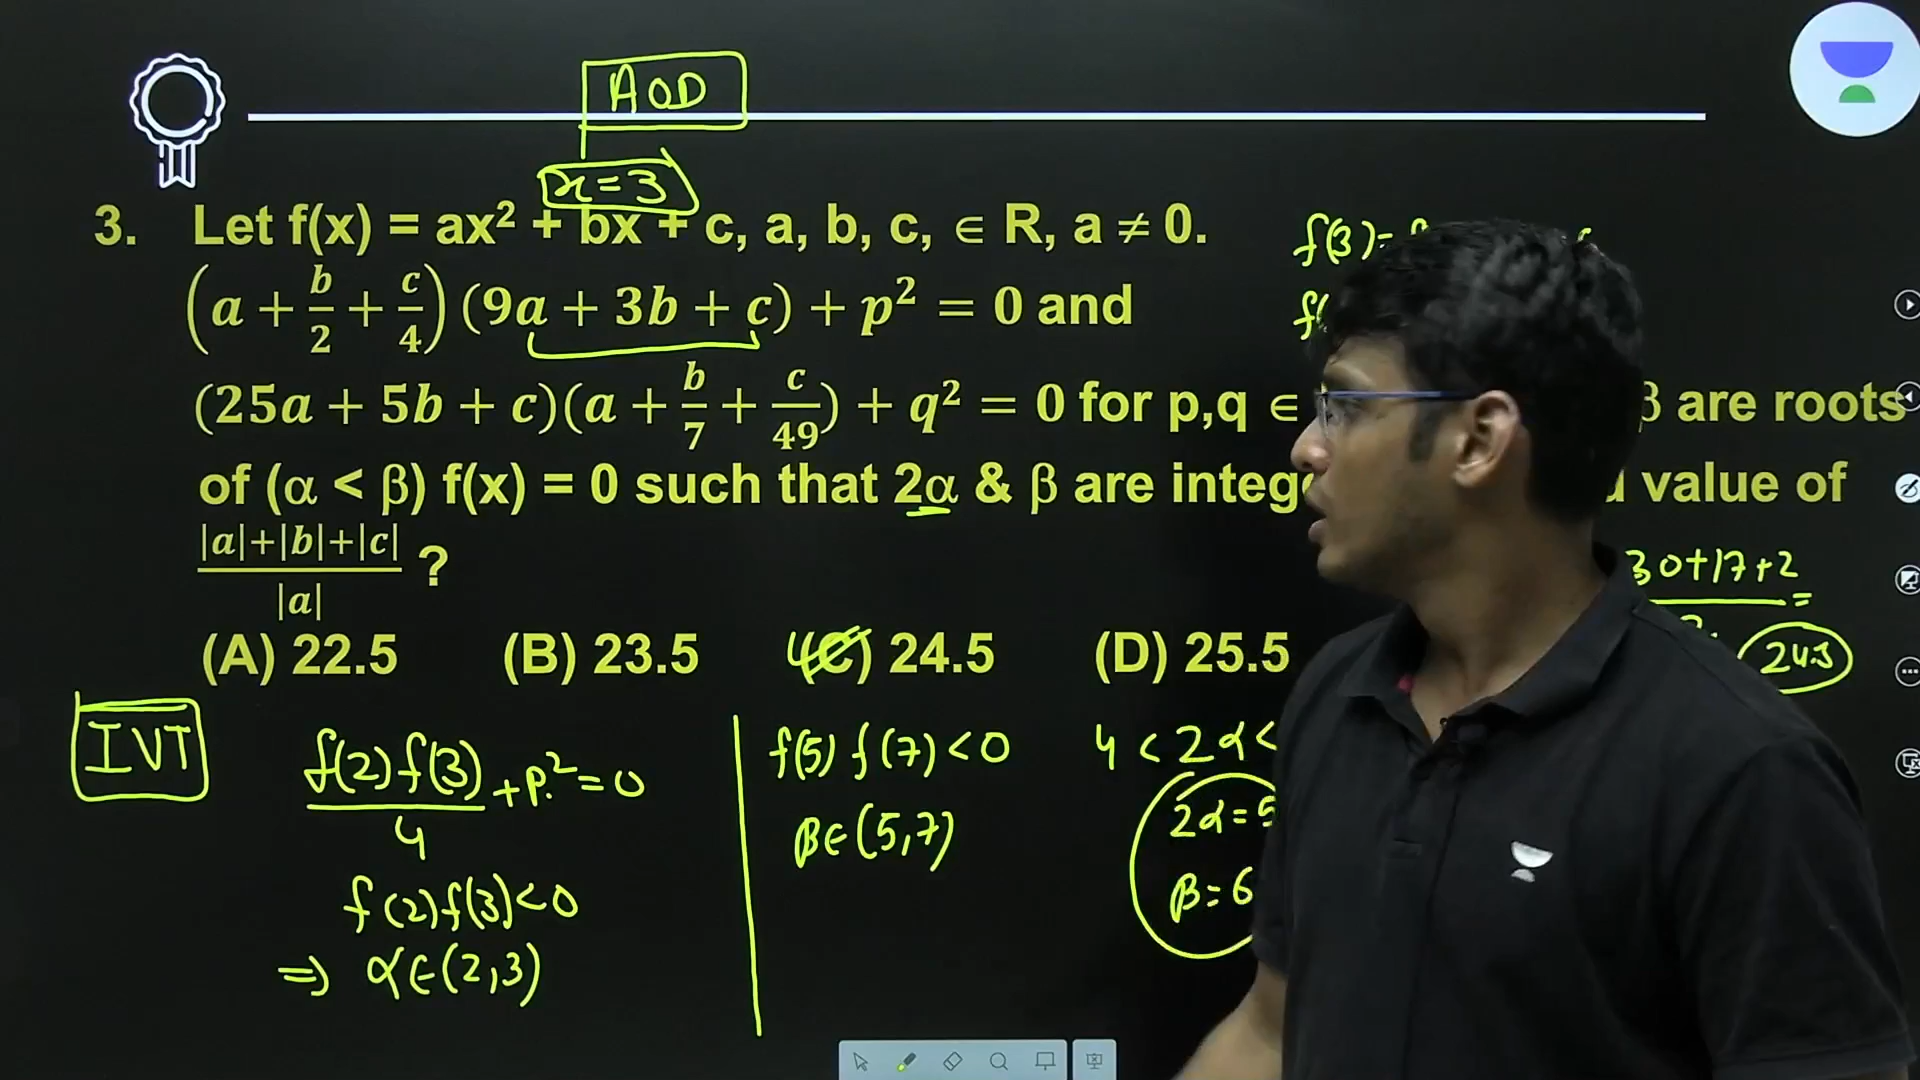 AOD
x=3
3. Let f(x) = ax² + bx + c, a, b, c, ∈ R, a ≠ 0.
f(3)=
(a + b/2 + c/4) (9a + 3b + c) + p² = 0 and
(25a + 5b + c)(a + b/7 + c/49) + q² = 0 for p,q ∈ β are roots
of (α < β) f(x) = 0 such that 2α & β are value of
|a|+|b|+|c| / |a| ?
30+17+2 =
24.5
(A) 22.5 (B) 23.5 (C) 24.5 (D) 25.5
IVT
f(2) f(3) / 4 + p² = 0
f(2) f(3) < 0
⇒ α ∈ (2,3)
f(5) f(7) < 0
β ∈ (5,7)
4 < 2α <
2α = 5
β = 6